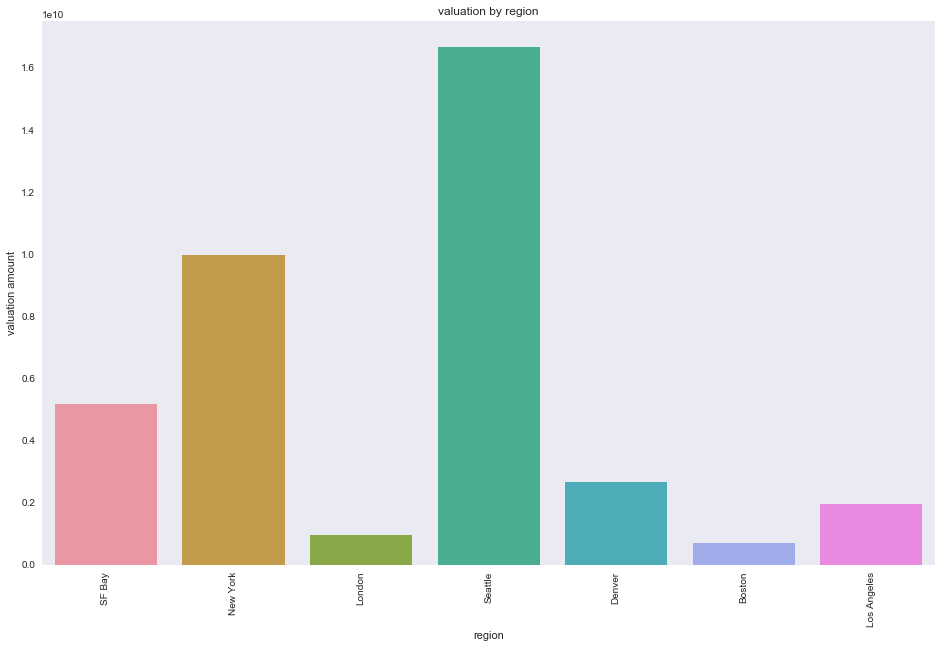 valuation by region
1e10
1.6
1.4
1.2
1.0
0.8
0.6
0.4
0.2
0.0
valuation amount
SF Bay
New York
London
Seattle
Denver
Boston
Los Angeles
region